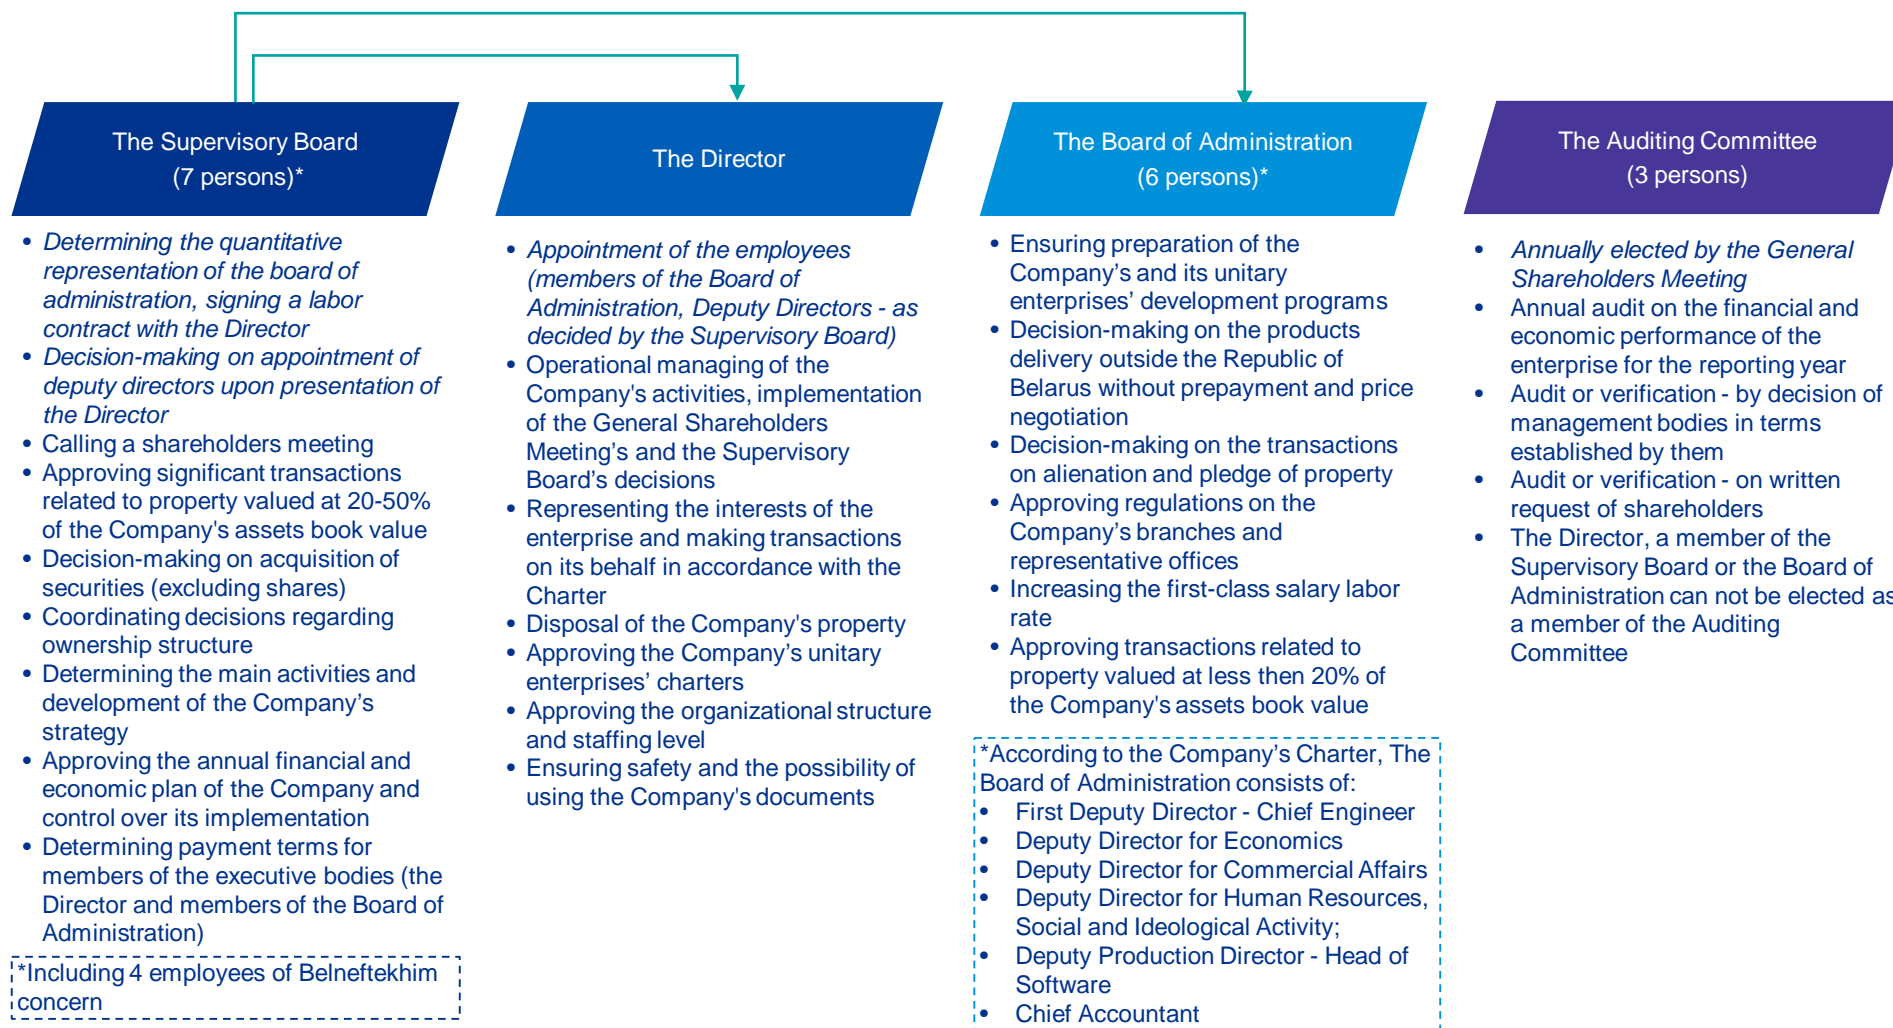 The Supervisory Board
(7 persons)*
• Determining the quantitative
representation of the board of
administration, signing a labor
contract with the Director
• Decision-making on appointment of
deputy directors upon presentation of
the Director
• Calling a shareholders meeting
• Approving significant transactions
related to property valued at 20-50%
of the Company's assets book value
• Decision-making on acquisition of
securities (excluding shares)
• Coordinating decisions regarding
ownership structure
• Determining the main activities and
development of the Company’s
strategy
• Approving the annual financial and
economic plan of the Company and
control over its implementation
• Determining payment terms for
members of the executive bodies (the
Director and members of the Board of
Administration)
*Including 4 employees of Belneftekhim
concern
The Director
• Appointment of the employees
(members of the Board of
Administration, Deputy Directors - as
decided by the Supervisory Board)
• Operational managing of the
Company's activities, implementation
of the General Shareholders
Meeting’s and the Supervisory
Board’s decisions
• Representing the interests of the
enterprise and making transactions
on its behalf in accordance with the
Charter
• Disposal of the Company's property
• Approving the Company’s unitary
enterprises’ charters
• Approving the organizational structure
and staffing level
• Ensuring safety and the possibility of
using the Company's documents
The Board of Administration
(6 persons)*
• Ensuring preparation of the
Company’s and its unitary
enterprises’ development programs
• Decision-making on the products
delivery outside the Republic of
Belarus without prepayment and price
negotiation
• Decision-making on the transactions
on alienation and pledge of property
• Approving regulations on the
Company’s branches and
representative offices
• Increasing the first-class salary labor
rate
• Approving transactions related to
property valued at less then 20% of
the Company's assets book value
*According to the Company’s Charter, The
Board of Administration consists of:
• First Deputy Director - Chief Engineer
• Deputy Director for Economics
• Deputy Director for Commercial Affairs
• Deputy Director for Human Resources,
Social and Ideological Activity;
• Deputy Production Director - Head of
Software
• Chief Accountant
The Auditing Committee
(3 persons)
• Annually elected by the General
Shareholders Meeting
• Annual audit on the financial and
economic performance of the
enterprise for the reporting year
• Audit or verification - by decision of
management bodies in terms
established by them
• Audit or verification - on written
request of shareholders
• The Director, a member of the
Supervisory Board or the Board of
Administration can not be elected as
a member of the Auditing
Committee